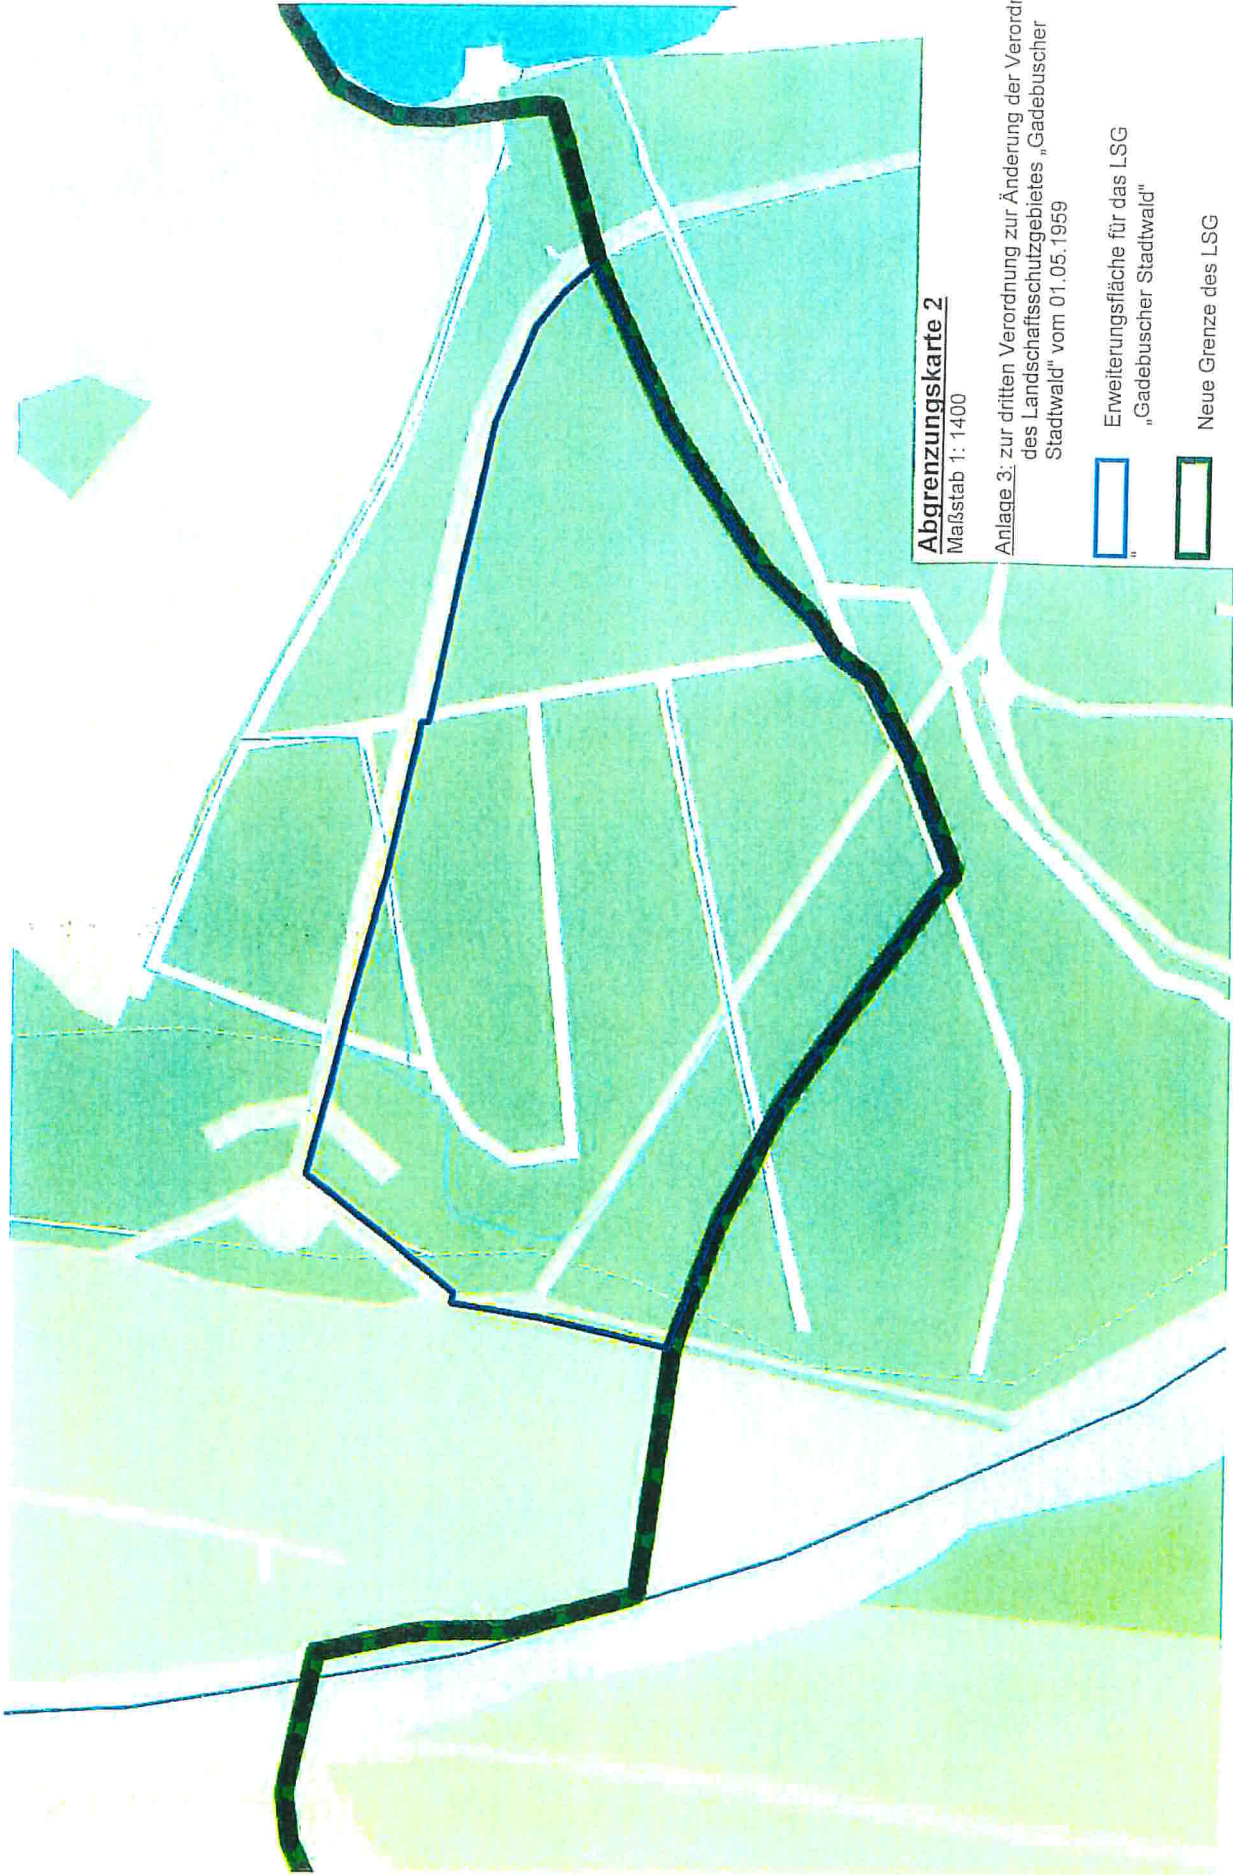 Abgrenzungskarte 2
Maßstab 1: 1400
Anlage 3: zur dritten Verordnung zur Änderung der Verordr
des Landschaftsschutzgebietes „Gadebuscher
Stadtwald" vom 01.05.1959
Erweiterungsfläche für das LSG
„Gadebuscher Stadtwald"
"
Neue Grenze des LSG